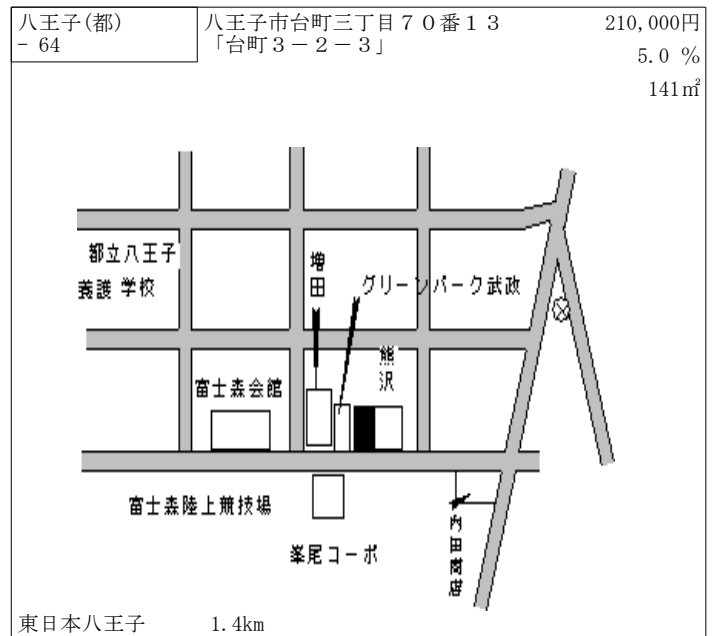 八王子(都)
- 64
八王子市台町三丁目７０番１３
「台町３－２－３」
210,000円
5.0 %
141㎡
都立八王子
養護 学校
増田
グリーンパーク武政
熊沢
富士森会館
富士森陸上競技場
峯尾コーポ
内田商店
東日本八王子 1.4km